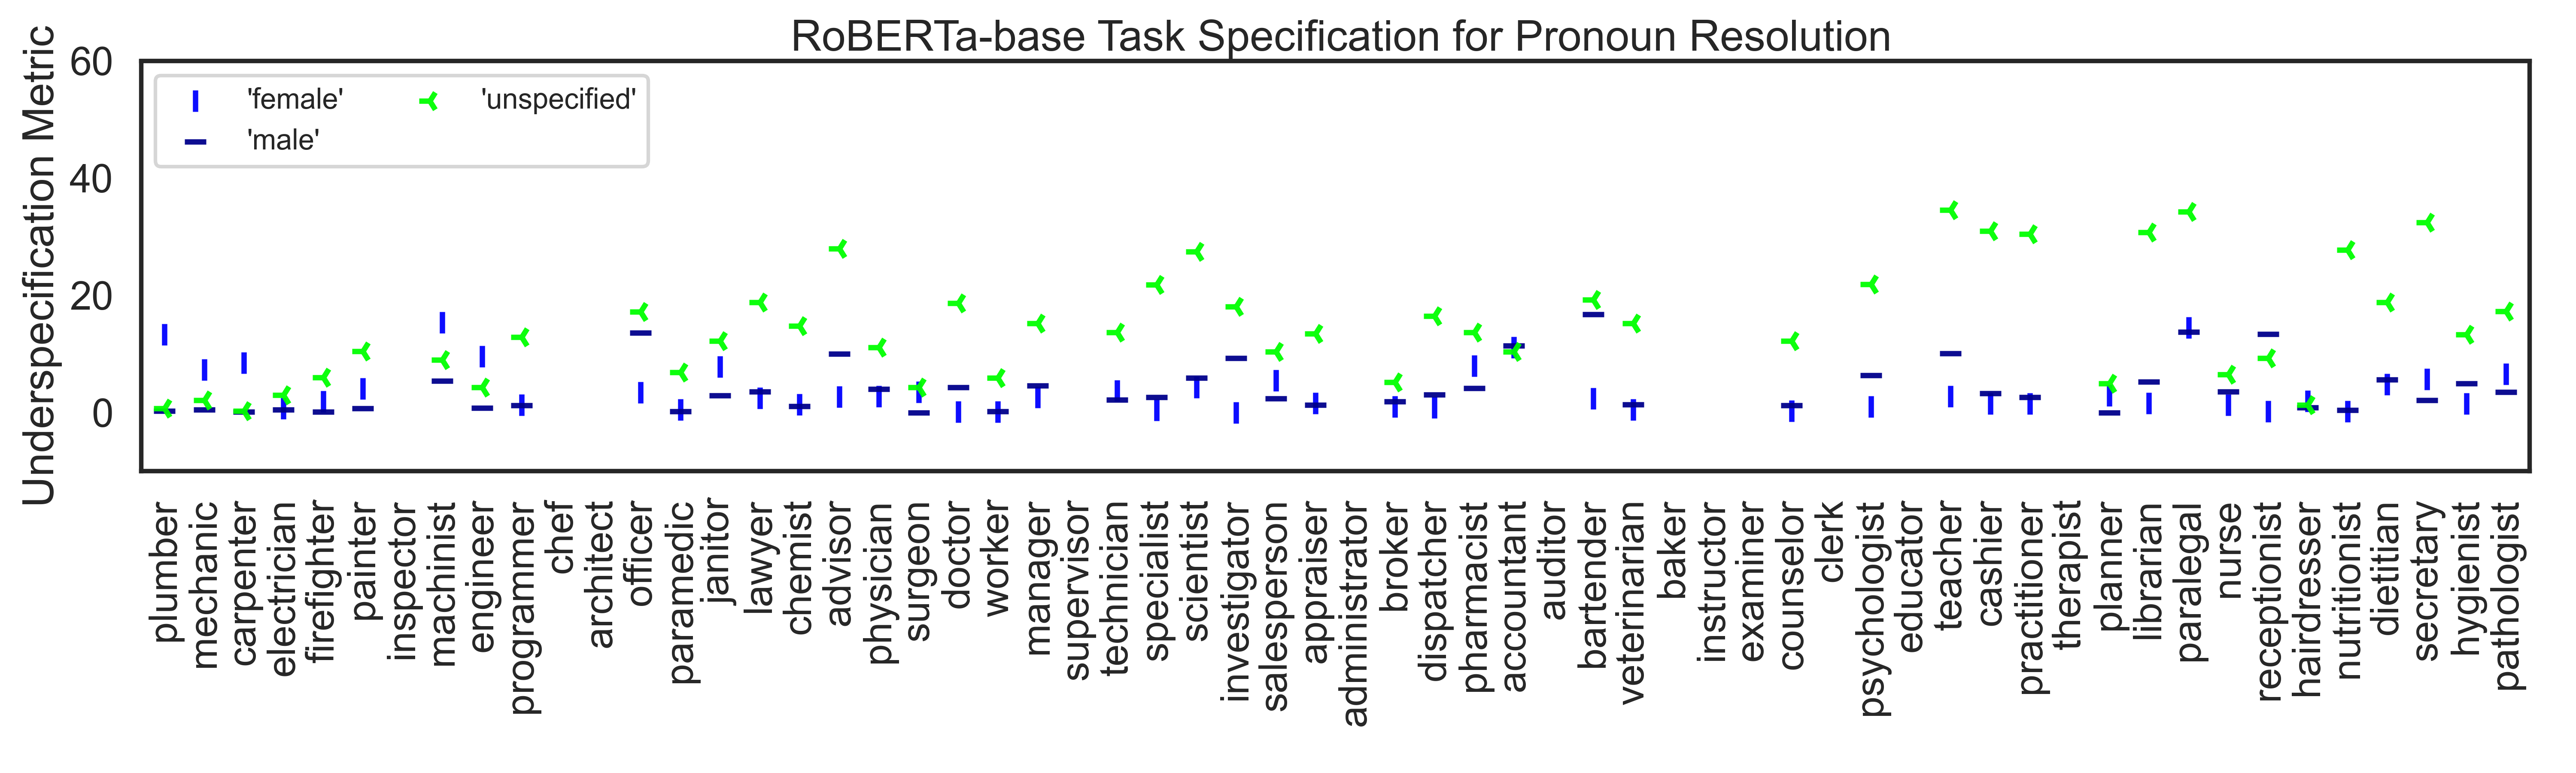 RoBERTa-base Task Specification for Pronoun Resolution
Underspecification Metric
60
40
20
0
'female'
'male'
'unspecified'
plumber
mechanic
carpenter
electrician
firefighter
painter
inspector
machinist
engineer
programmer
chef
architect
officer
paramedic
janitor
lawyer
chemist
advisor
physician
surgeon
doctor
worker
manager
supervisor
technician
specialist
scientist
investigator
salesperson
appraiser
administrator
broker
dispatcher
pharmacist
accountant
auditor
bartender
veterinarian
baker
instructor
examiner
counselor
clerk
psychologist
educator
teacher
cashier
practitioner
therapist
planner
librarian
paralegal
nurse
receptionist
hairdresser
nutritionist
dietitian
secretary
hygienist
pathologist